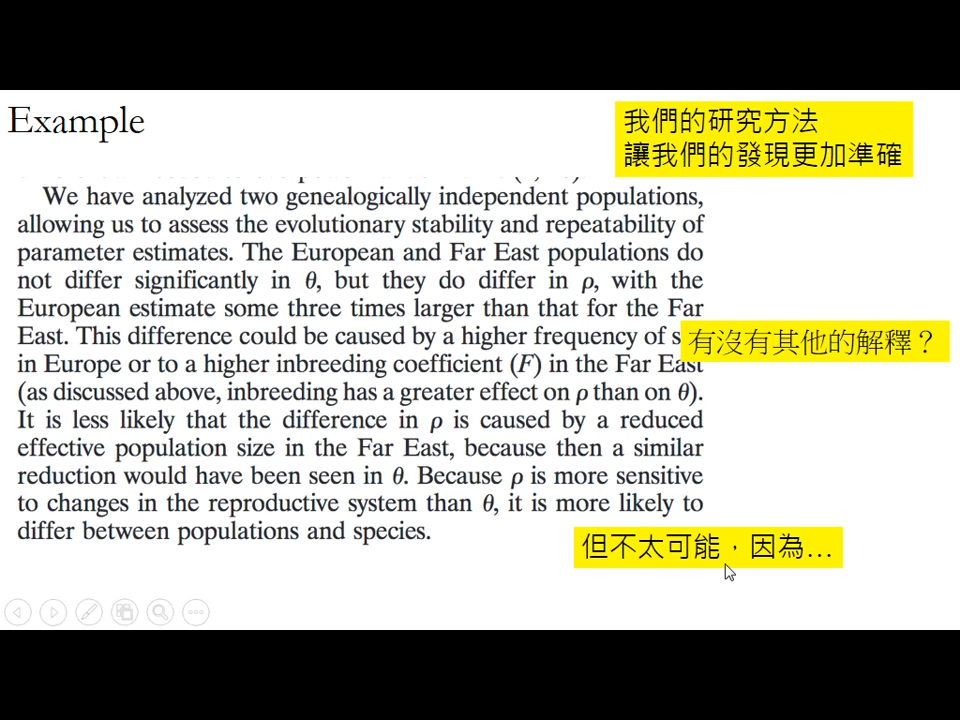 Example
我們的研究方法
讓我們的發現更加準確
We have analyzed two genealogically independent populations,
allowing us to assess the evolutionary stability and repeatability of
parameter estimates. The European and Far East populations do
not differ significantly in θ, but they do differ in ρ, with the
European estimate some three times larger than that for the Far
East. This difference could be caused by a higher frequency of
有沒有其他的解釋？
in Europe or to a higher inbreeding coefficient (F) in the Far East
(as discussed above, inbreeding has a greater effect on ρ than on θ).
It is less likely that the difference in ρ is caused by a reduced
effective population size in the Far East, because then a similar
reduction would have been seen in θ. Because ρ is more sensitive
to changes in the reproductive system than θ, it is more likely to
differ between populations and species.
但不太可能，因為…